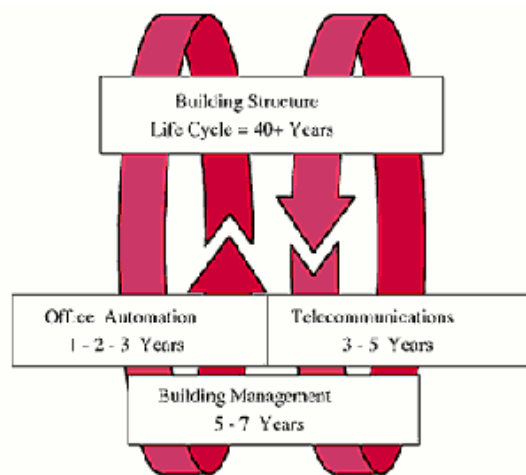 Building Structure
Life Cycle = 40+ Years
Office Automation
1 - 2 - 3 Years
Telecommunications
3 - 5 Years
Building Management
5 - 7 Years